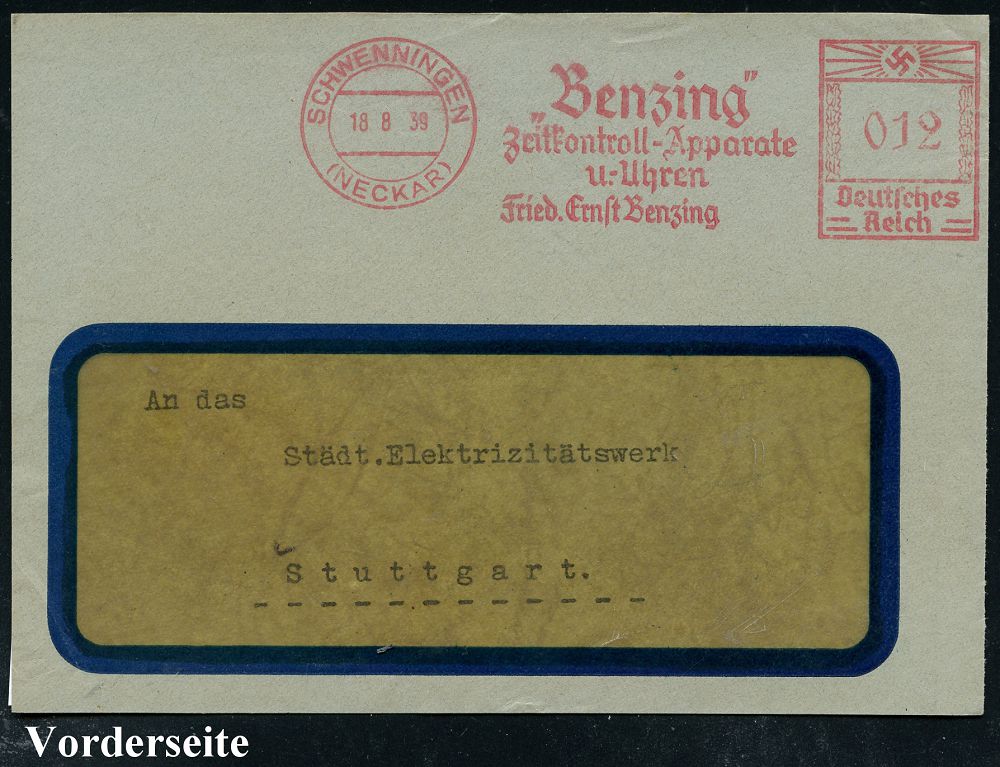 SCHWENNINGEN
18 8 39
(NECKAR)
„Benzing"
Zeitkontroll-Apparate
u.-Uhren
Fried. Ernst Benzing
012
Deutsches
Reich
An das
Städt.Elektrizitätswerk
Stuttgart.
Vorderseite